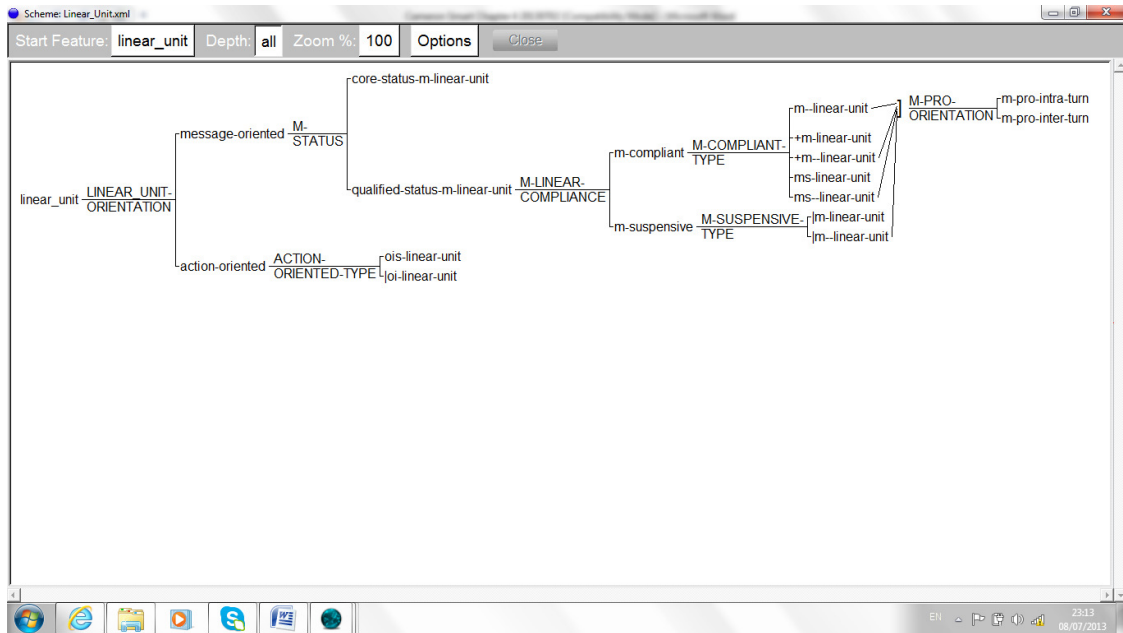 Scheme: Linear_Unit.xml
Start Feature: linear_unit Depth: all Zoom %: 100 Options Close
core-status-m-linear-unit
m--linear-unit
M-PRO-
ORIENTATION
m-pro-intra-turn
m-pro-inter-turn
message-oriented
M-
STATUS
+m-linear-unit
m-compliant
M-COMPLIANT-
TYPE
+m--linear-unit
ms-linear-unit
linear_unit
LINEAR_UNIT-
ORIENTATION
qualified-status-m-linear-unit
M-LINEAR-
COMPLIANCE
ms--linear-unit
m-suspensive
M-SUSPENSIVE-
TYPE
|m-linear-unit
|m--linear-unit
action-oriented
ACTION-
ORIENTED-TYPE
ois-linear-unit
|oi-linear-unit
EN
23:13
08/07/2013